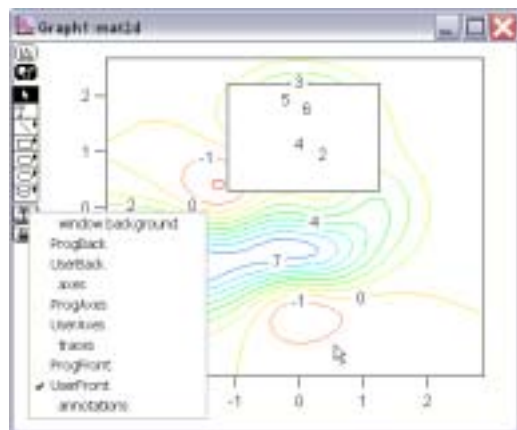 Graph1:mat2d
3
5
6
2
1
-1
4
2
0
2
0
4
7
-1
0
window background
ProgBack
UserBack
axes
ProgAxes
UserAxes
traces
ProgFront
UserFront
annotations
-1
0
1
2